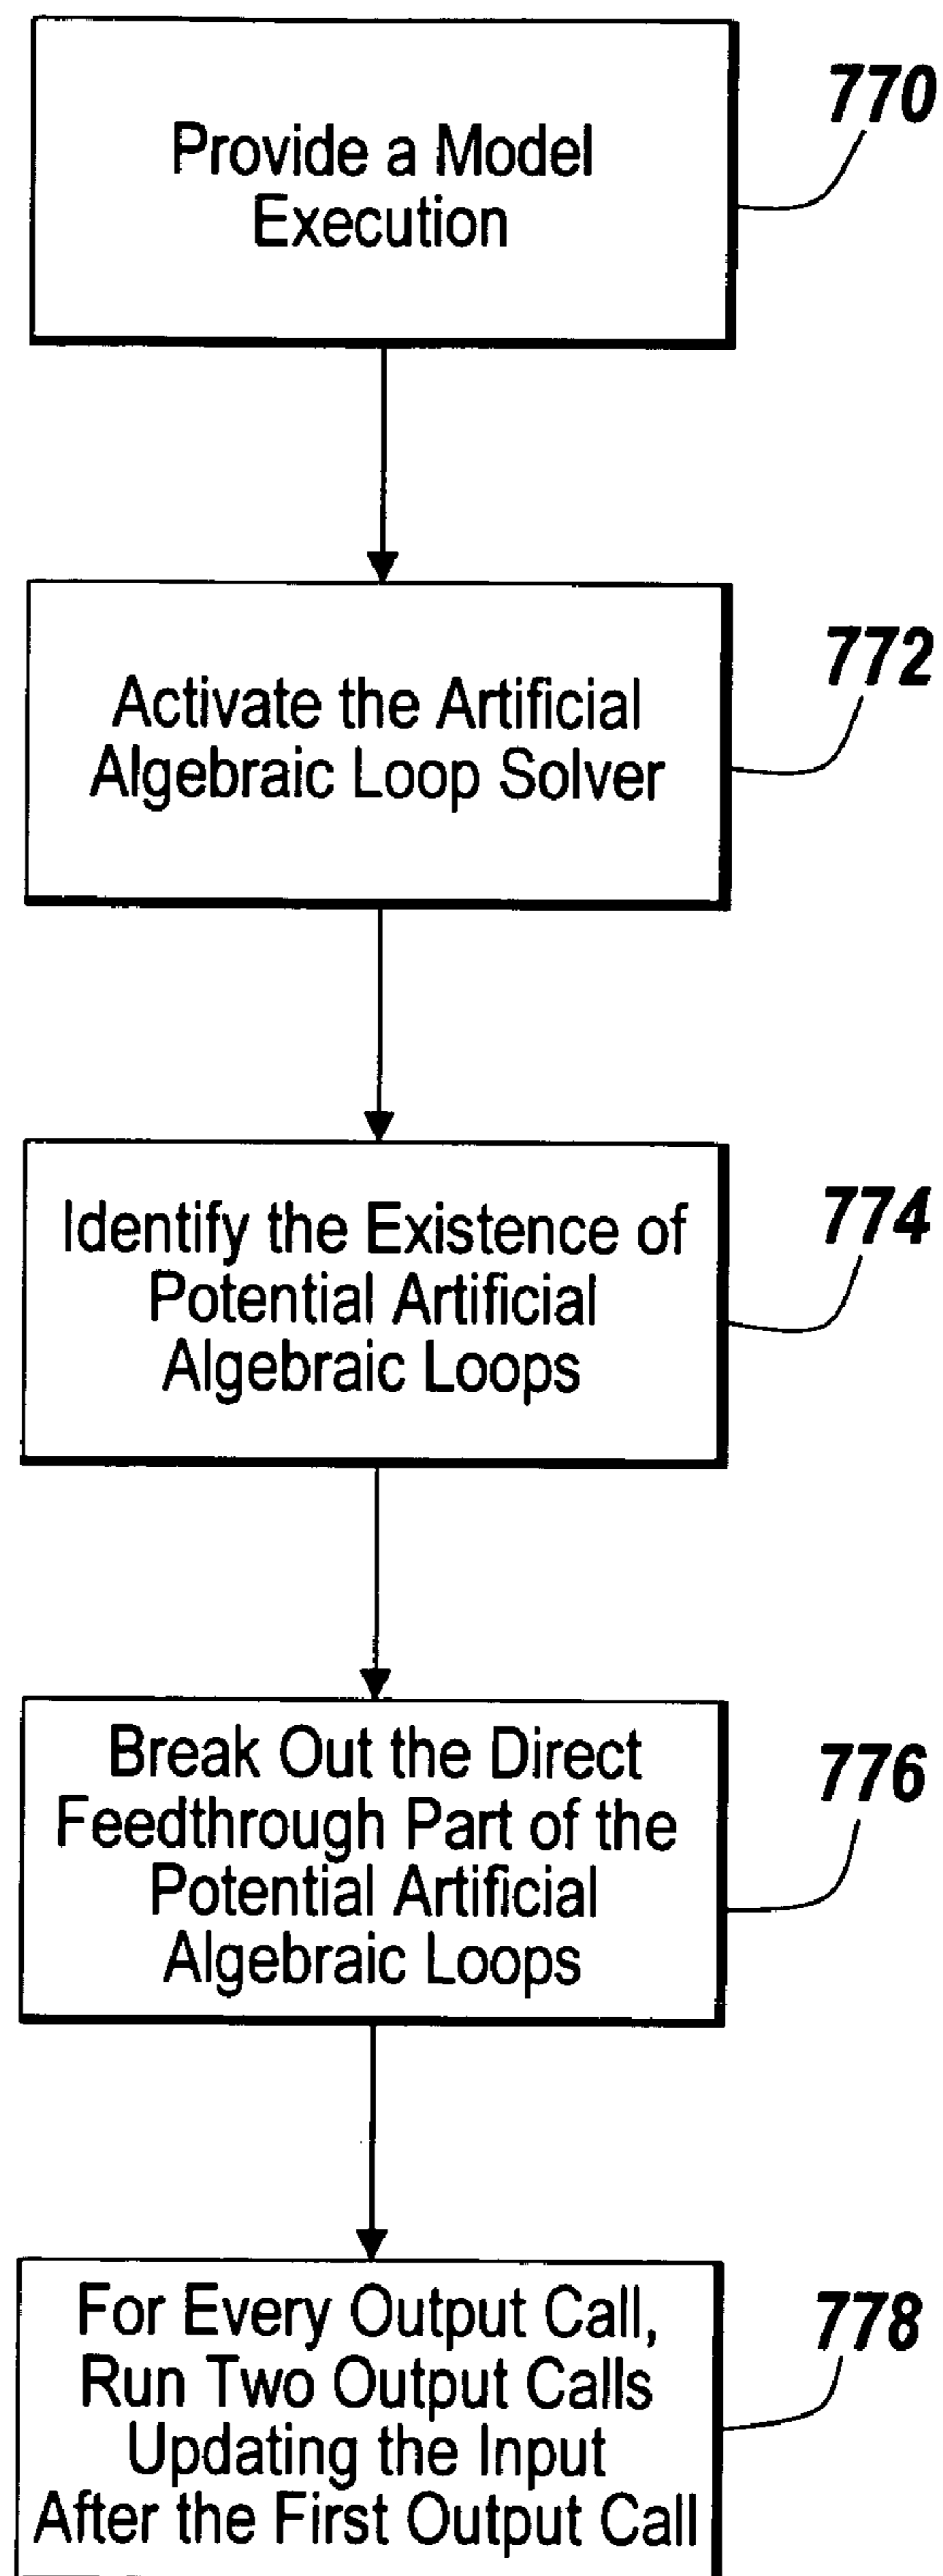 Provide a Model
Execution
770
Activate the Artificial
Algebraic Loop Solver
772
Identify the Existence of
Potential Artificial
Algebraic Loops
774
Break Out the Direct
Feedthrough Part of the
Potential Artificial
Algebraic Loops
776
For Every Output Call,
Run Two Output Calls
Updating the Input
After the First Output Call
778